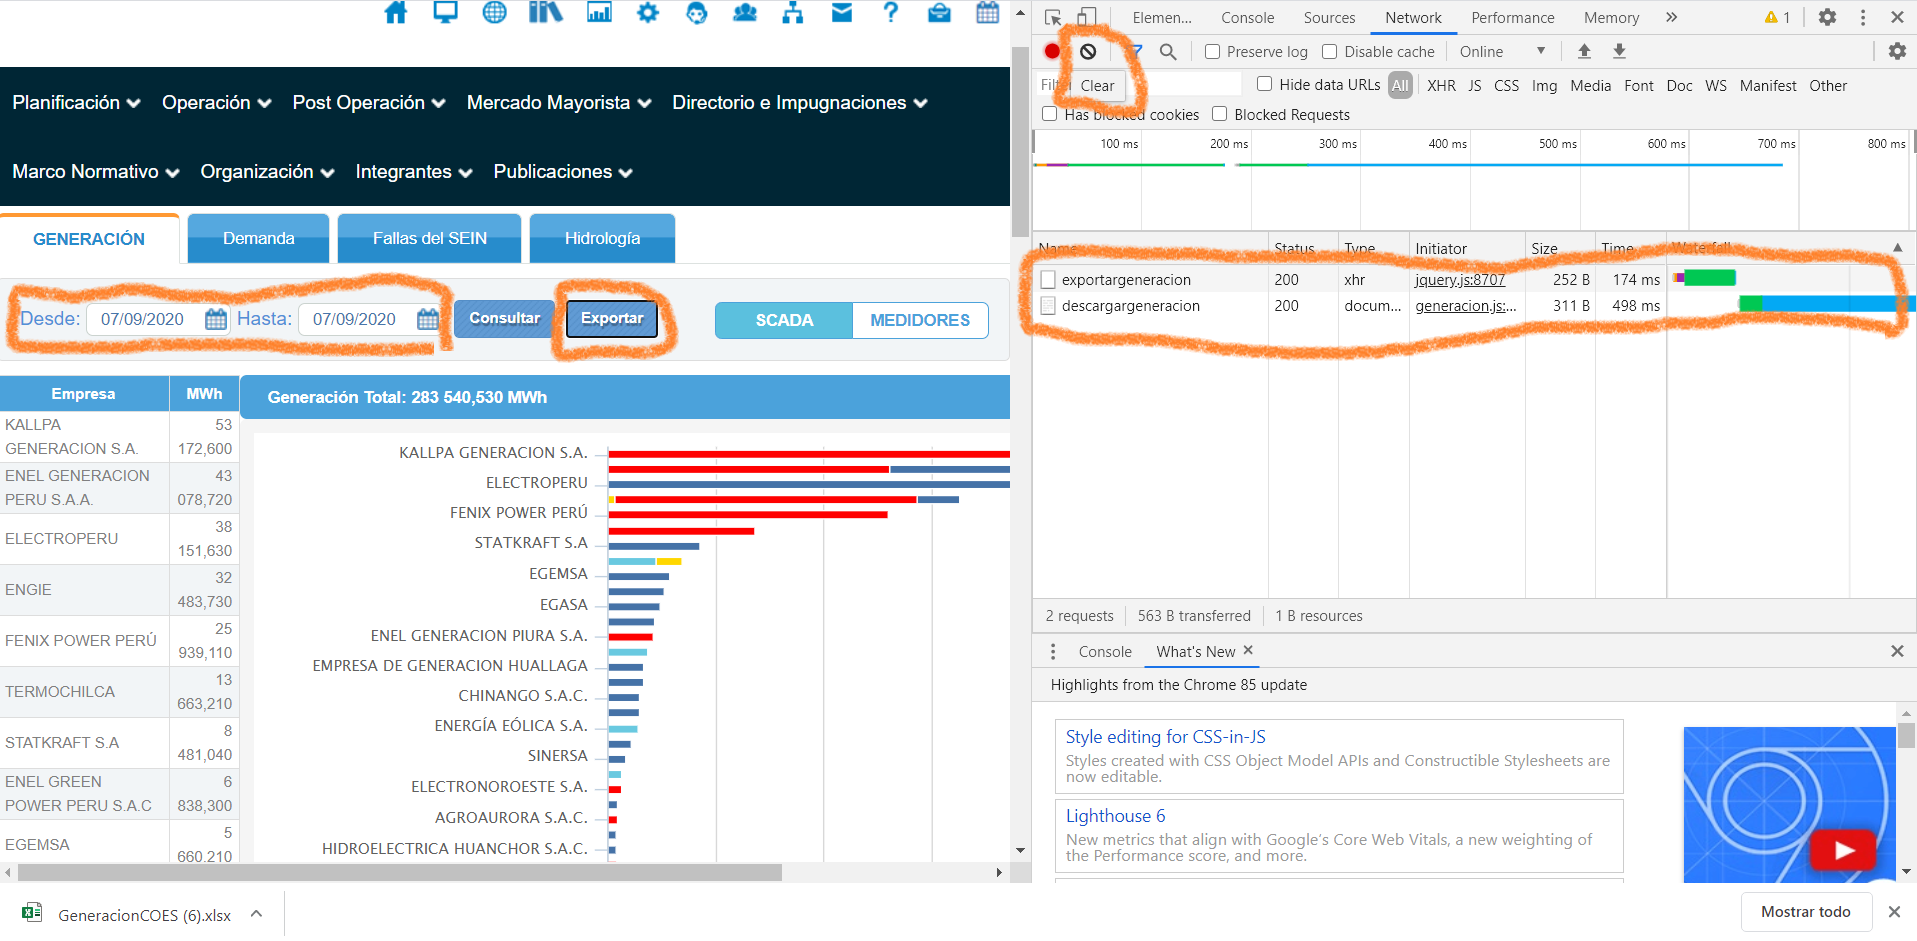 Planificación Operación Post Operación Mercado Mayorista Directorio e Impugnaciones
Marco Normativo Organización Integrantes Publicaciones
GENERACIÓN Demanda Fallas del SEIN Hidrología
Desde: 07/09/2020 Hasta: 07/09/2020 Consultar Exportar SCADA MEDIDORES
Empresa MWh
KALLPA GENERACION S.A. 53 172,600
ENEL GENERACION PERU S.A.A. 43 078,720
ELECTROPERU 38 151,630
ENGIE 32 483,730
FENIX POWER PERÚ 25 939,110
TERMOCHILCA 13 663,210
STATKRAFT S.A 8 481,040
ENEL GREEN POWER PERU S.A.C 6 838,300
EGEMSA 5 660,210
Generación Total: 283 540,530 MWh
KALLPA GENERACION S.A.
ELECTROPERU
FENIX POWER PERÚ
STATKRAFT S.A
EGEMSA
EGASA
ENEL GENERACION PIURA S.A.
EMPRESA DE GENERACION HUALLAGA
CHINANGO S.A.C.
ENERGÍA EÓLICA S.A.
SINERSA
ELECTRONOROESTE S.A.
AGROAURORA S.A.C.
HIDROELECTRICA HUANCHOR S.A.C.
GeneracionCOES (6).xlsx
Elemen... Console Sources Network Performance Memory » 1
Preserve log Disable cache Online
Clear Hide data URLs All XHR JS CSS Img Media Font Doc WS Manifest Other
Has blocked cookies Blocked Requests
100 ms 200 ms 300 ms 400 ms 500 ms 600 ms 700 ms 800 ms
Name Status Type Initiator Size Time Waterfall
exportargeneracion 200 xhr jquery.js:8707 252 B 174 ms
descargargeneracion 200 docum... generacion.js:... 311 B 498 ms
2 requests 563 B transferred 1 B resources
Console What's New
Highlights from the Chrome 85 update
Style editing for CSS-in-JS
Styles created with CSS Object Model APIs and Constructible Stylesheets are
now editable.
Lighthouse 6
New metrics that align with Google's Core Web Vitals, a new weighting of
the Performance score, and more.
Mostrar todo